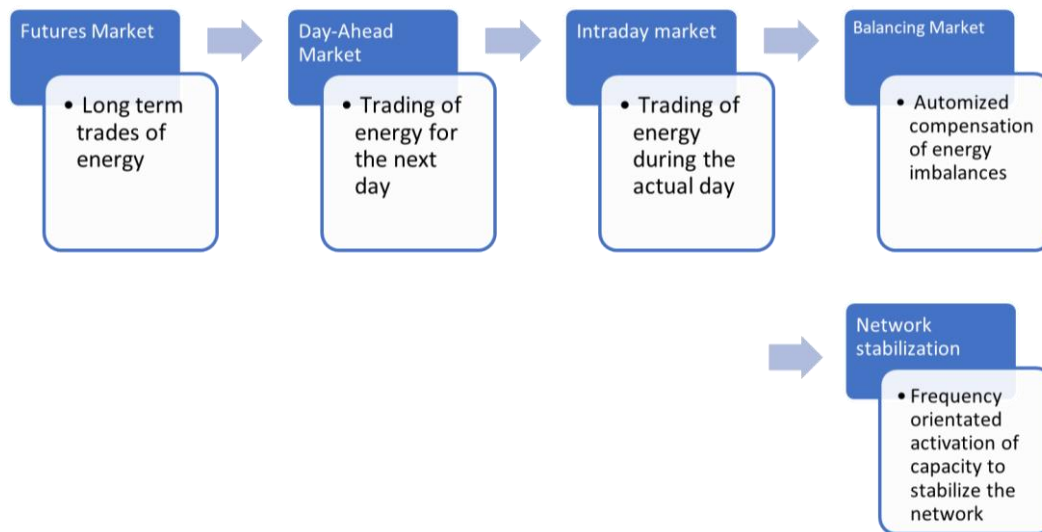 Futures Market
• Long term
trades of
energy
Day-Ahead
Market
• Trading of
energy for
the next
day
Intraday market
• Trading of
energy
during the
actual day
Balancing Market
• Automized
compensation
of energy
imbalances
Network
stabilization
• Frequency
orientated
activation of
capacity to
stabilize the
network